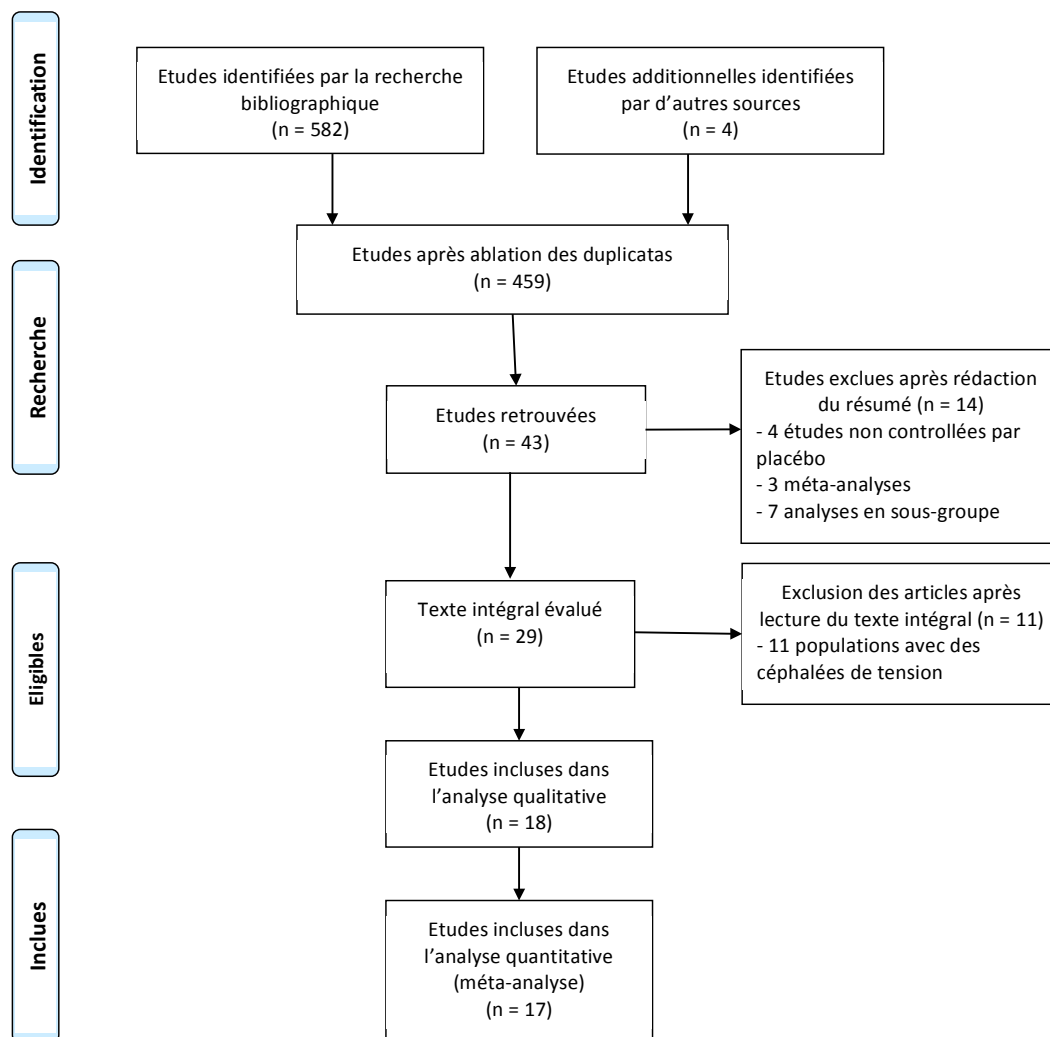 Identification
Etudes identifiées par la recherche
bibliographique
(n = 582)
Etudes additionnelles identifiées
par d'autres sources
(n = 4)
Etudes après ablation des duplicatas
(n = 459)
Recherche
Etudes retrouvées
(n = 43)
Etudes exclues après rédaction
du résumé (n = 14)
- 4 études non controllées par
placébo
- 3 méta-analyses
- 7 analyses en sous-groupe
Eligibles
Texte intégral évalué
(n = 29)
Exclusion des articles après
lecture du texte intégral (n = 11)
- 11 populations avec des
céphalées de tension
Etudes incluses dans
l'analyse qualitative
(n = 18)
Inclues
Etudes incluses dans
l'analyse quantitative
(méta-analyse)
(n = 17)